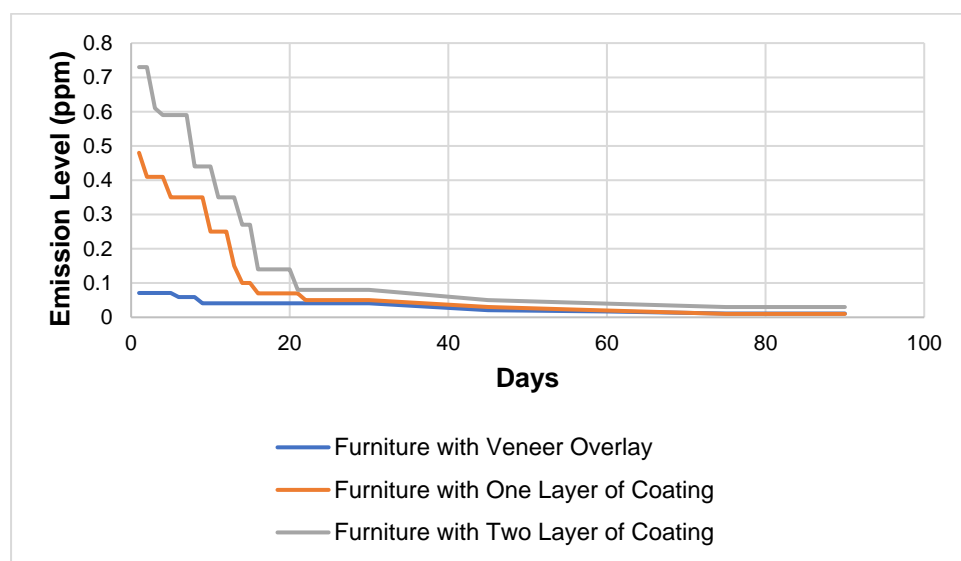 0.8
0.7
0.6
0.5
0.4
0.3
0.2
0.1
0
Emission Level (ppm)
0 20 40 60 80 100
Days
Furniture with Veneer Overlay
Furniture with One Layer of Coating
Furniture with Two Layer of Coating